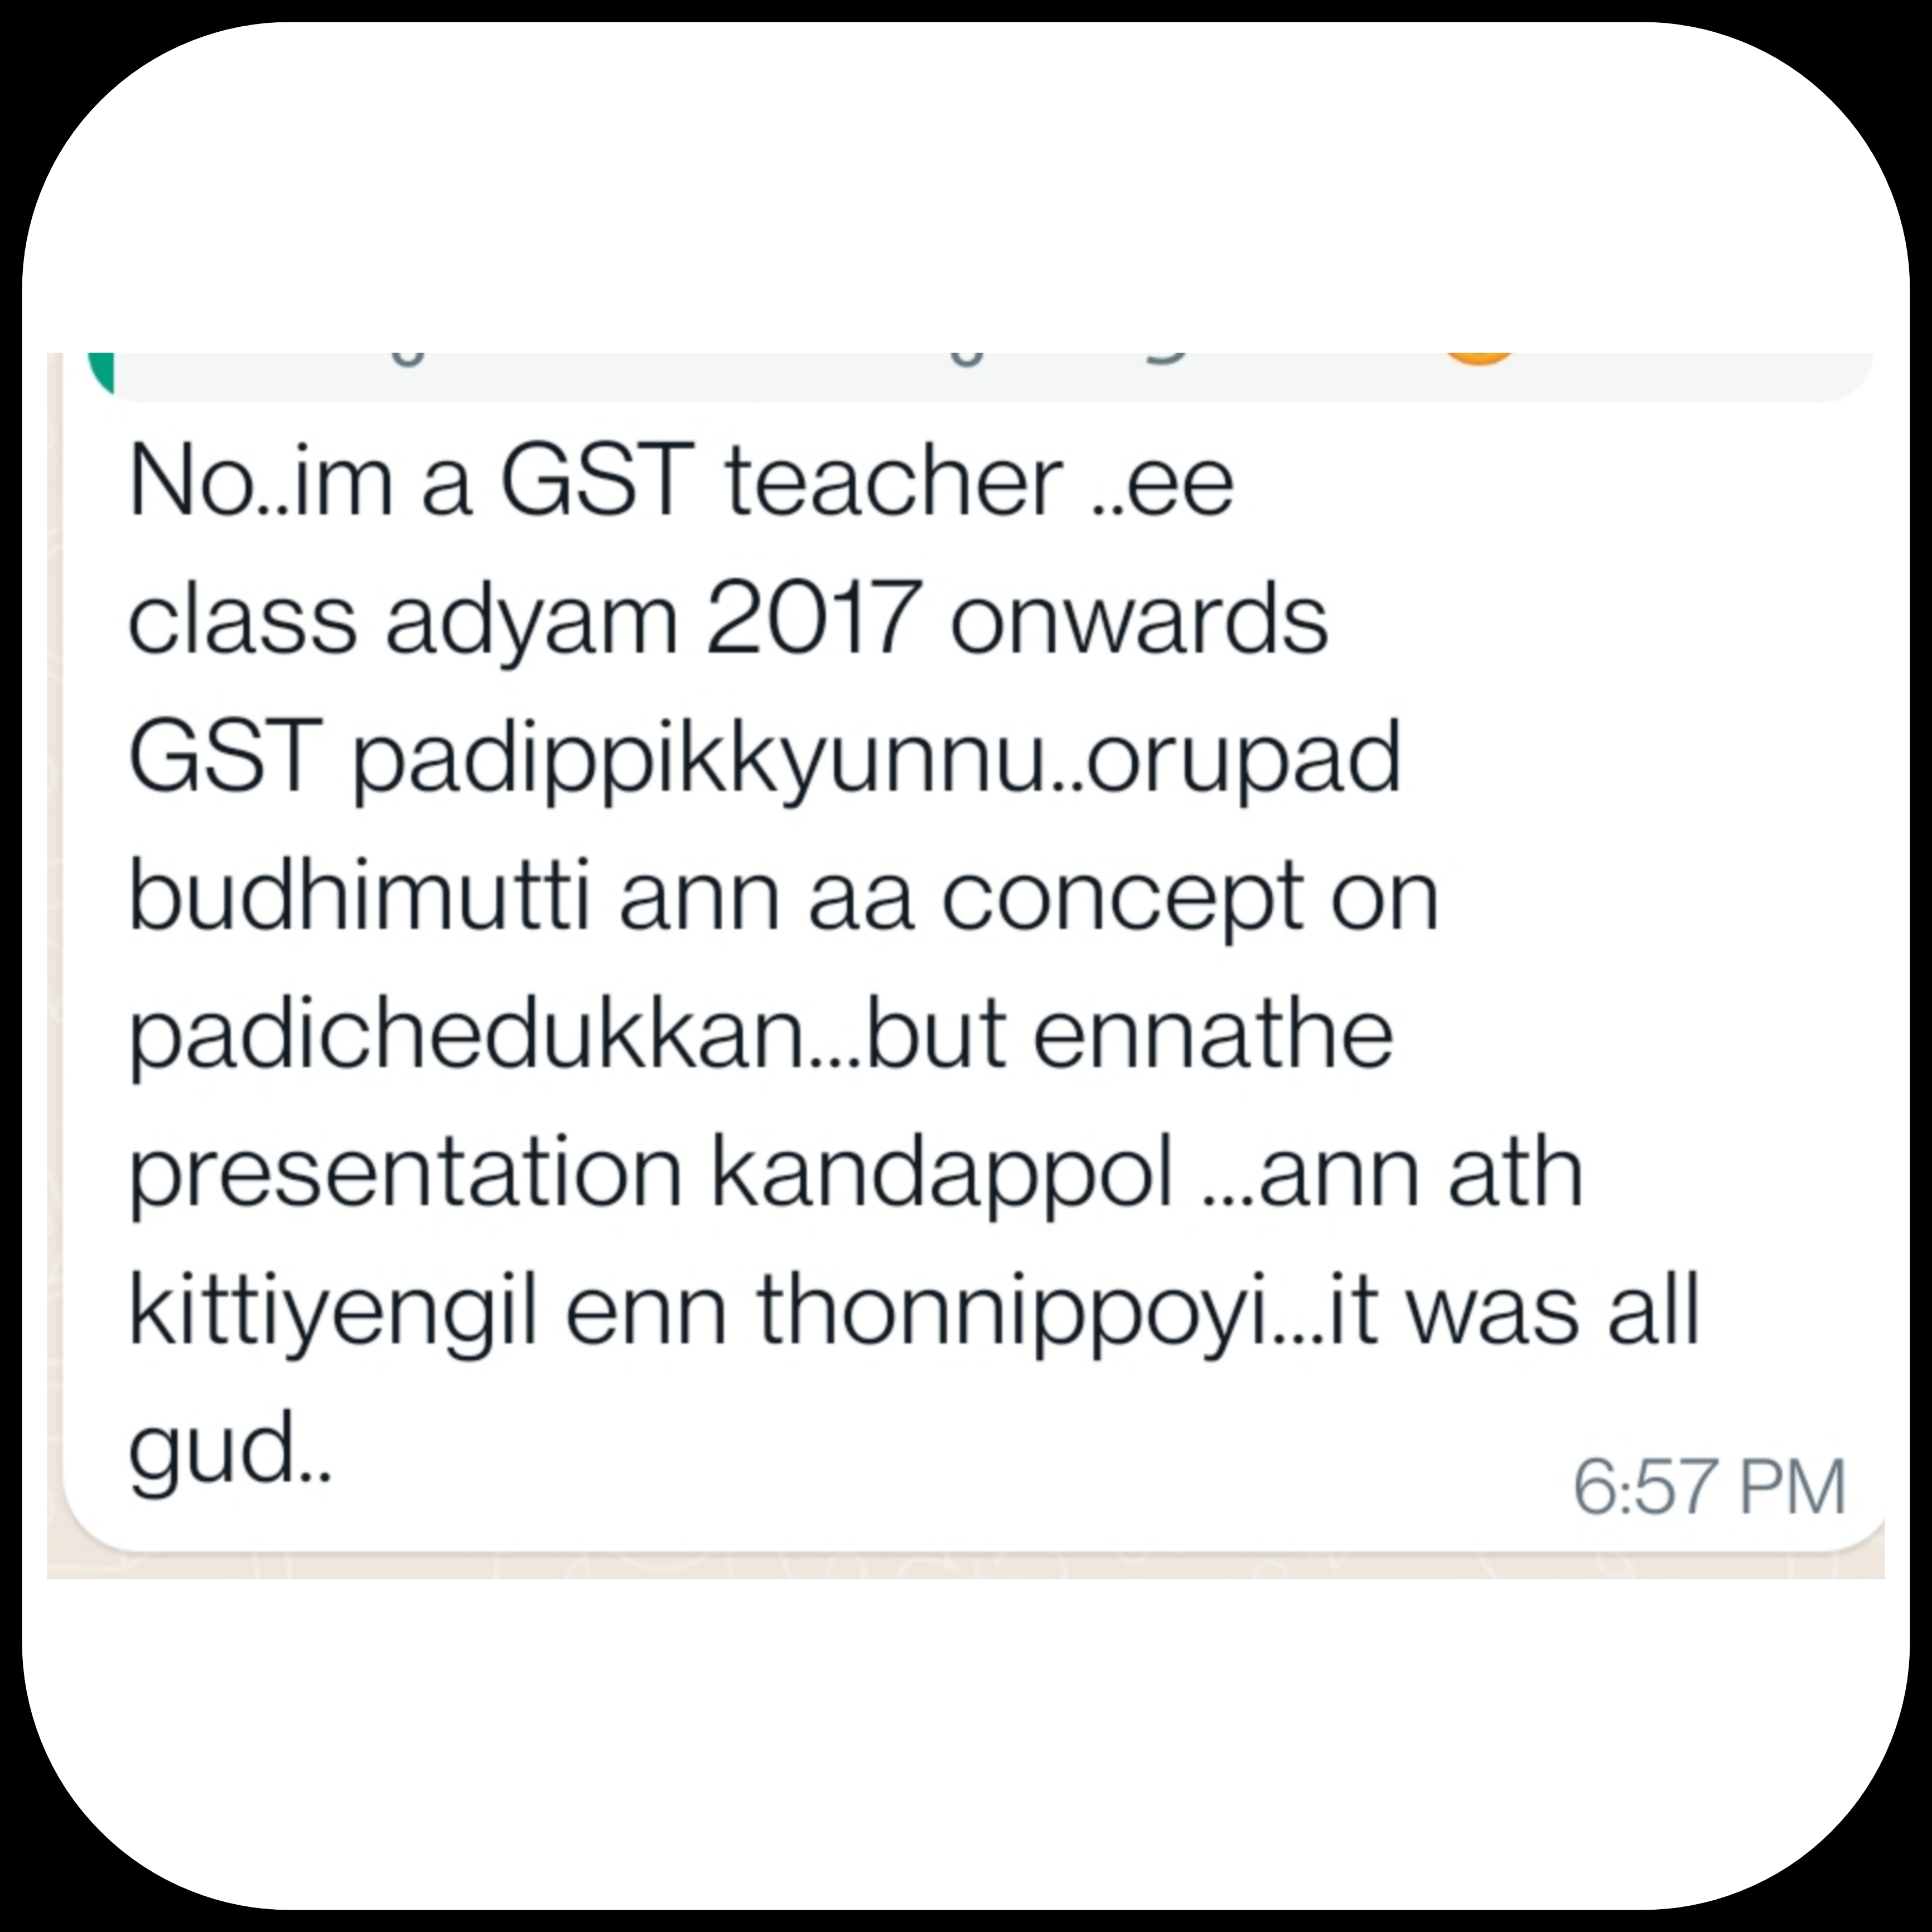 No..im a GST teacher ..ee
class adyam 2017 onwards
GST padippikkyunnu..orupad
budhimutti ann aa concept on
padichedukkan...but ennathe
presentation kandappol ...ann ath
kittiyengil enn thonnippoyi...it was all
gud..
6:57 PM